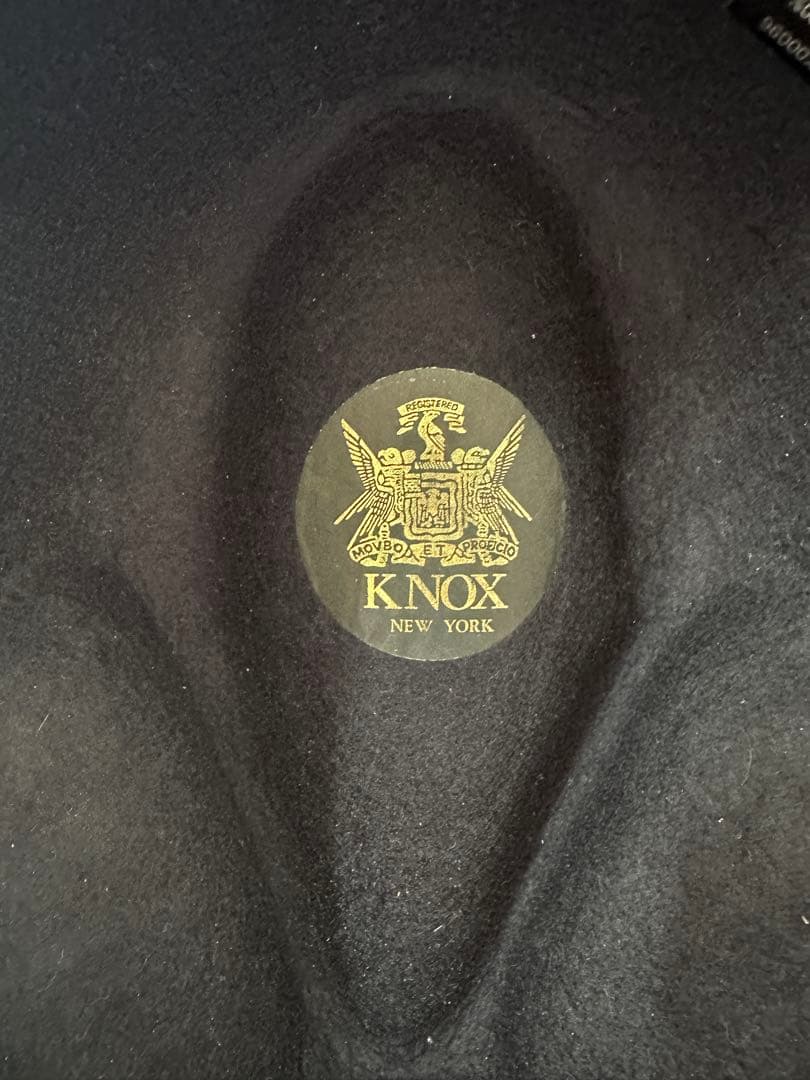 REGISTERED
MOVBO ET PROFICIO
KNOX
NEW YORK